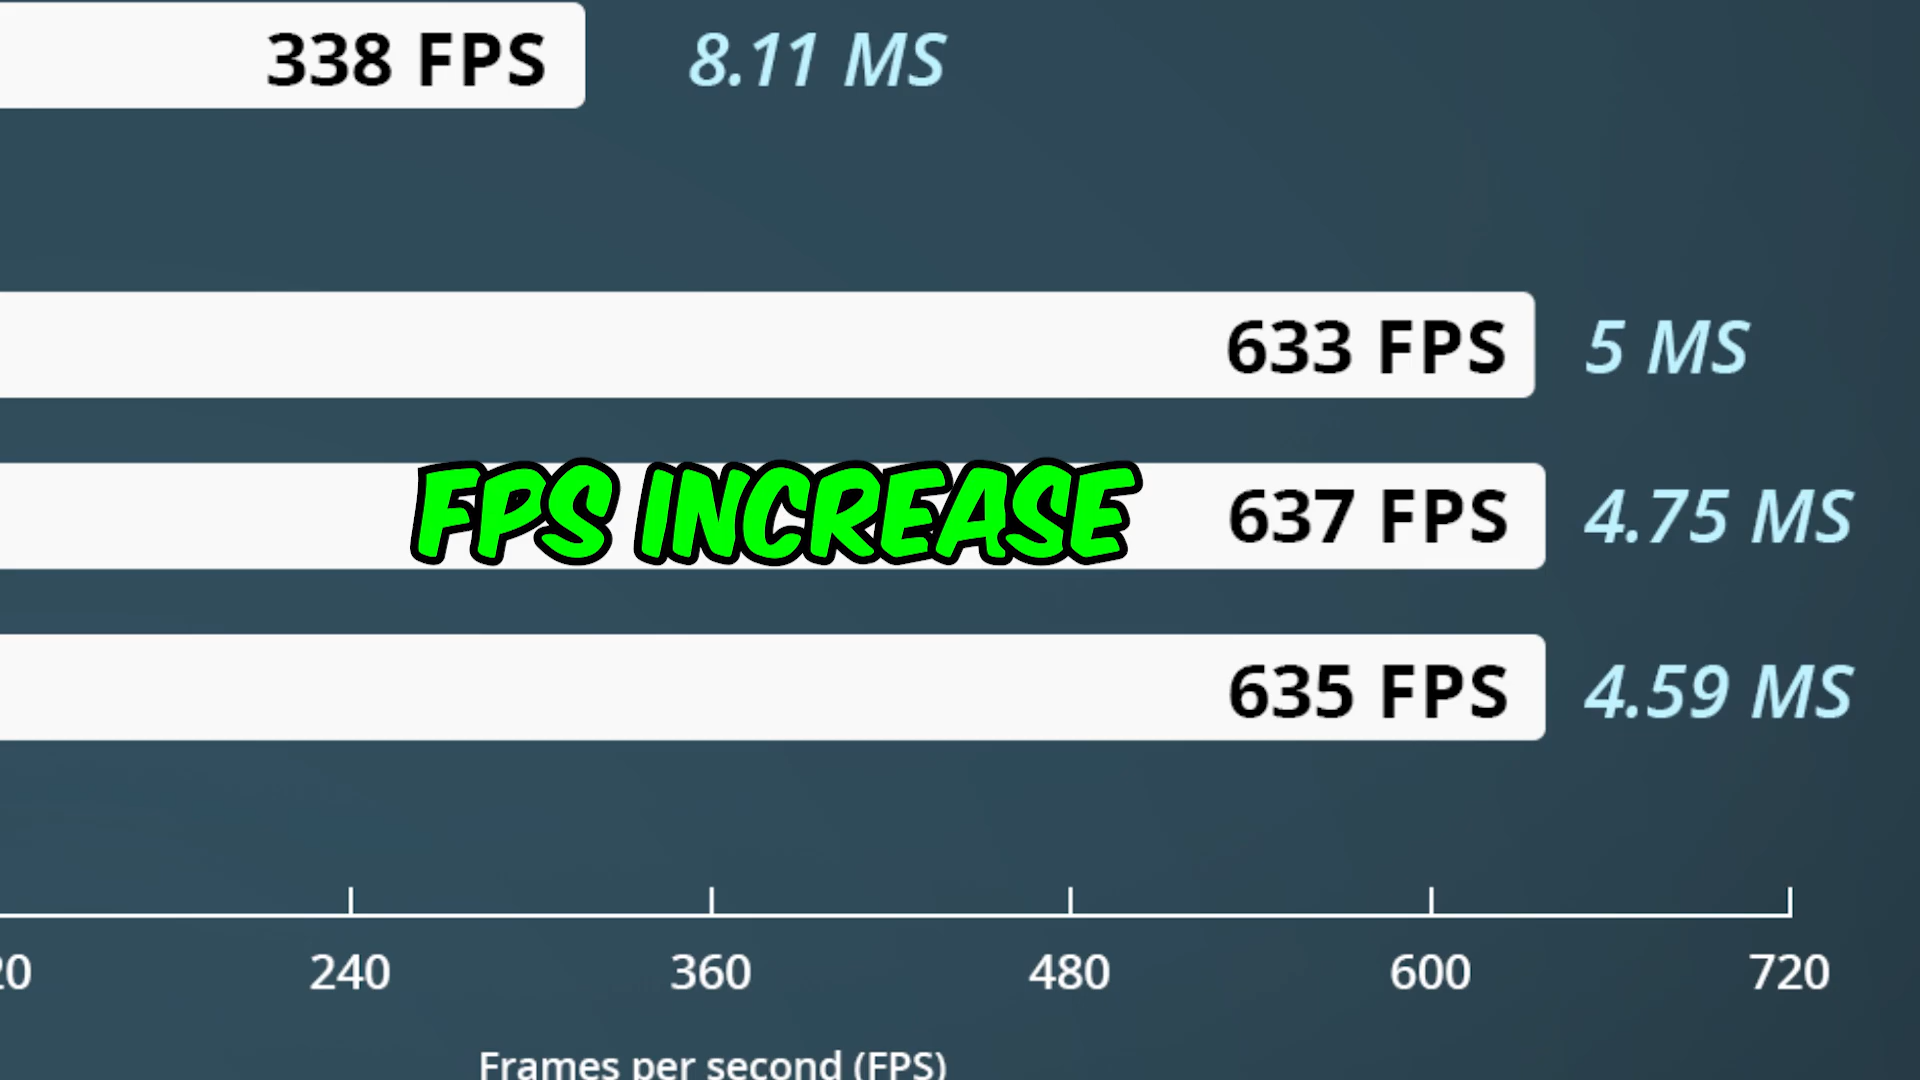 338 FPS 8.11 MS
633 FPS 5 MS
FPS INCREASE 637 FPS 4.75 MS
635 FPS 4.59 MS
20 240 360 480 600 720
Frames per second (FPS)